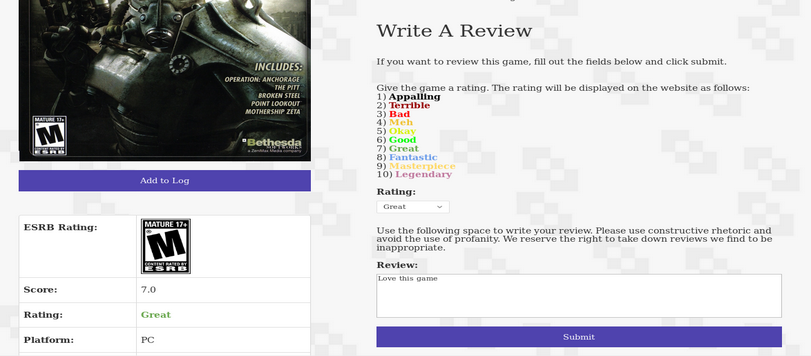 INCLUDES:
OPERATION: ANCHORAGE
THE PITT
BROKEN STEEL
POINT LOOKOUT
MOTHERSHIP ZETA
MATURE 17+
M
ESRB
Bethesda
a ZeniMax Media company
Add to Log
ESRB Rating:
MATURE 17+
M
CONTENT RATED BY
ESRB
Score: 7.0
Rating: Great
Platform: PC
Write A Review
If you want to review this game, fill out the fields below and click submit.
Give the game a rating. The rating will be displayed on the website as follows:
1) Appalling
2) Terrible
3) Bad
4) Meh
5) Okay
6) Good
7) Great
8) Fantastic
9) Masterpiece
10) Legendary
Rating:
Great
Use the following space to write your review. Please use constructive rhetoric and
avoid the use of profanity. We reserve the right to take down reviews we find to be
inappropriate.
Review:
Love this game
Submit